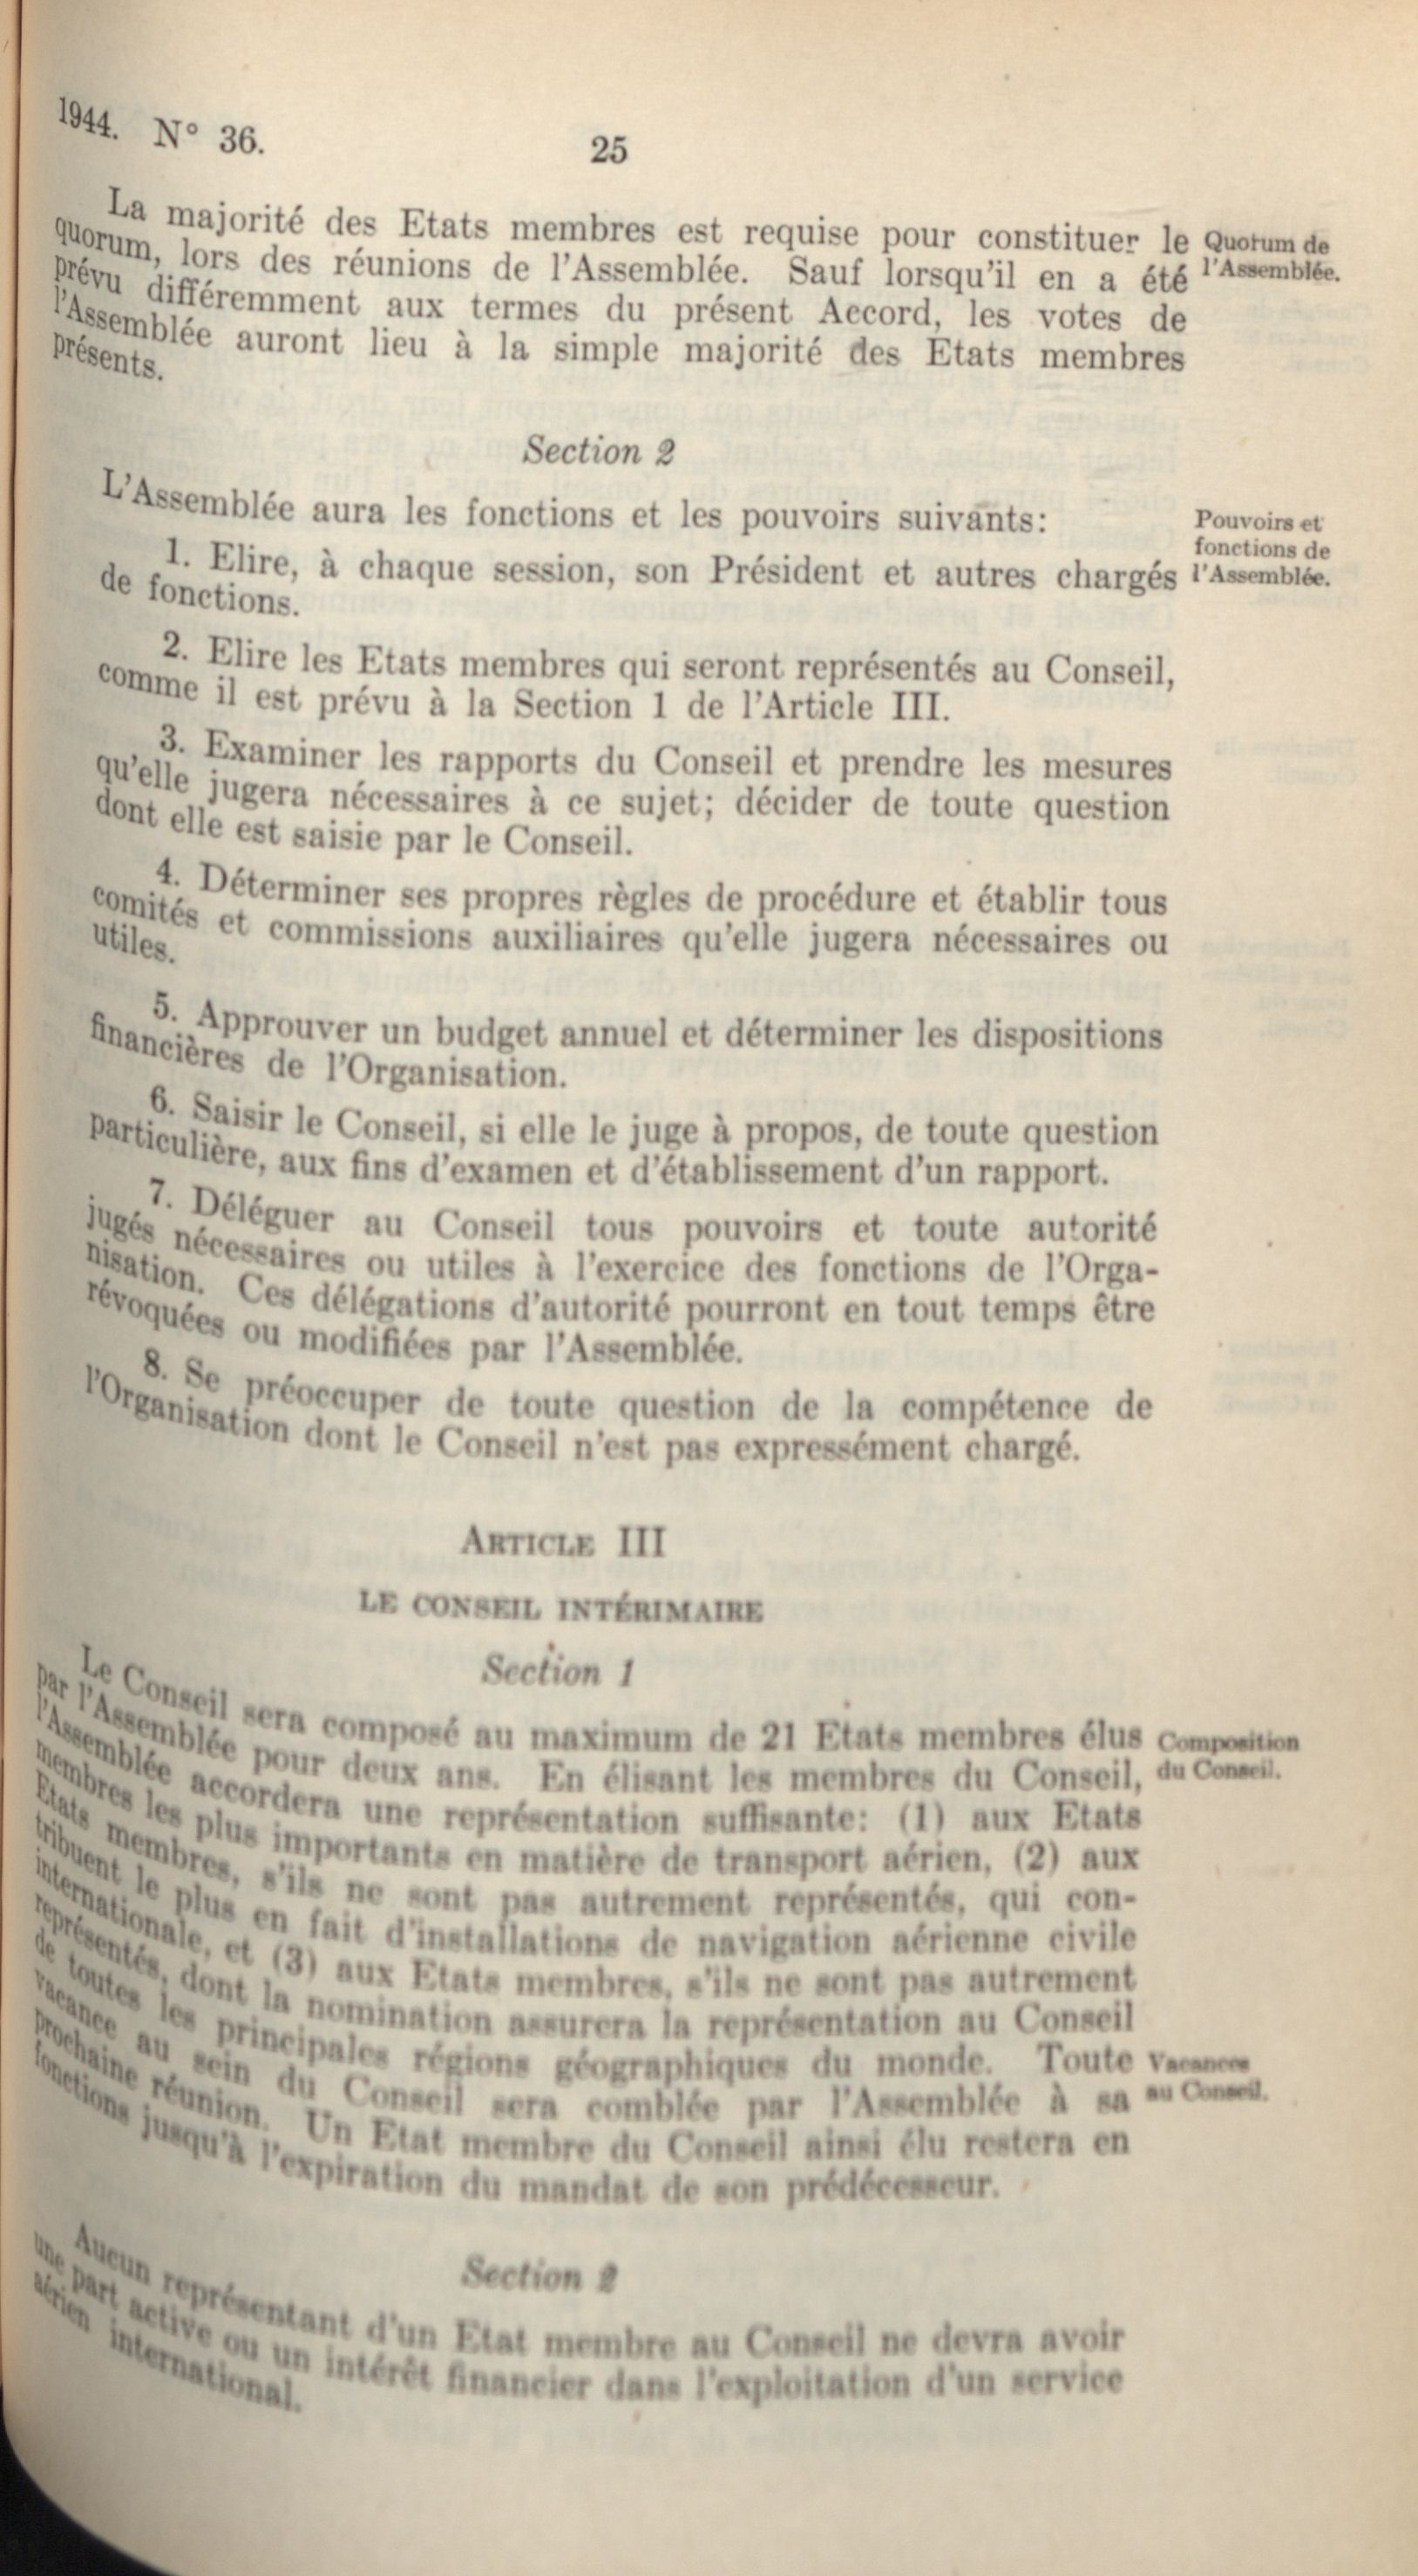 1944. N° 36.
25
La majorité des Etats membres est requise pour constituer le
quorum, lors des réunions de l'Assemblée. Sauf lorsqu'il en a été
prévu différemment aux termes du présent Accord, les votes de
l'Assemblée auront lieu à la simple majorité des Etats membres
présents.
Quorum de
l'Assemblée.
Section 2
L'Assemblée aura les fonctions et les pouvoirs suivants:
Pouvoirs et
fonctions de
l'Assemblée.
1. Elire, à chaque session, son Président et autres chargés
de fonctions.
2. Elire les Etats membres qui seront représentés au Conseil,
comme il est prévu à la Section 1 de l'Article III.
3. Examiner les rapports du Conseil et prendre les mesures
qu'elle jugera nécessaires à ce sujet; décider de toute question
dont elle est saisie par le Conseil.
4. Déterminer ses propres règles de procédure et établir tous
comités et commissions auxiliaires qu'elle jugera nécessaires ou
utiles.
5. Approuver un budget annuel et déterminer les dispositions
financières de l'Organisation.
6. Saisir le Conseil, si elle le juge à propos, de toute question
particulière, aux fins d'examen et d'établissement d'un rapport.
7. Déléguer au Conseil tous pouvoirs et toute autorité
jugés nécessaires ou utiles à l'exercice des fonctions de l'Orga-
nisation. Ces délégations d'autorité pourront en tout temps être
révoquées ou modifiées par l'Assemblée.
8. Se préoccuper de toute question de la compétence de
l'Organisation dont le Conseil n'est pas expressément chargé.
ARTICLE III
LE CONSEIL INTÉRIMAIRE
Section 1
Le Conseil sera composé au maximum de 21 Etats membres élus
par l'Assemblée pour deux ans. En élisant les membres du Conseil,
l'Assemblée accordera une représentation suffisante: (1) aux Etats
membres les plus importants en matière de transport aérien, (2) aux
Etats membres, s'ils ne sont pas autrement représentés, qui con-
tribuent le plus en fait d'installations de navigation aérienne civile
internationale, et (3) aux Etats membres, s'ils ne sont pas autrement
représentés, dont la nomination assurera la représentation au Conseil
de toutes les principales régions géographiques du monde. Toute
vacance au sein du Conseil sera comblée par l'Assemblée à sa
prochaine réunion. Un Etat membre du Conseil ainsi élu restera en
fonctions jusqu'à l'expiration du mandat de son prédécesseur.
Composition
du Conseil.
Vacances
au Conseil.
Section 2
Aucun représentant d'un Etat membre au Conseil ne devra avoir
une part active ou un intérêt financier dans l'exploitation d'un service
aérien international.